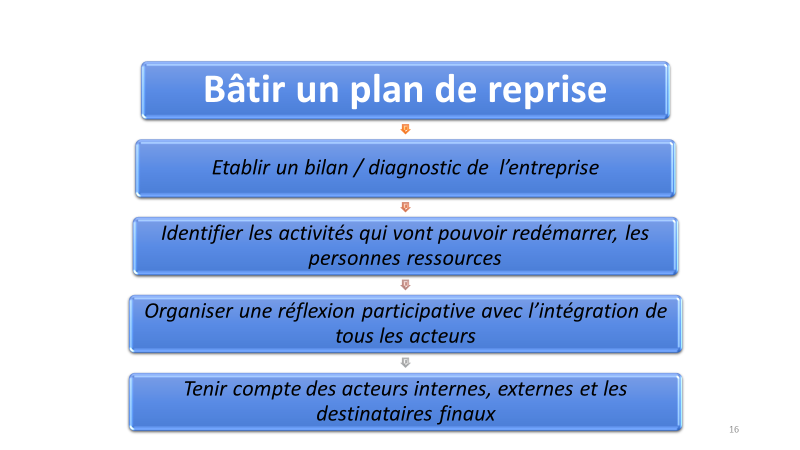 Bâtir un plan de reprise
Etablir un bilan / diagnostic de  l’entreprise
Identifier les activités qui vont pouvoir redémarrer, les
personnes ressources
Organiser une réflexion participative avec l’intégration de
tous les acteurs
Tenir compte des acteurs internes, externes et les
destinataires finaux
16